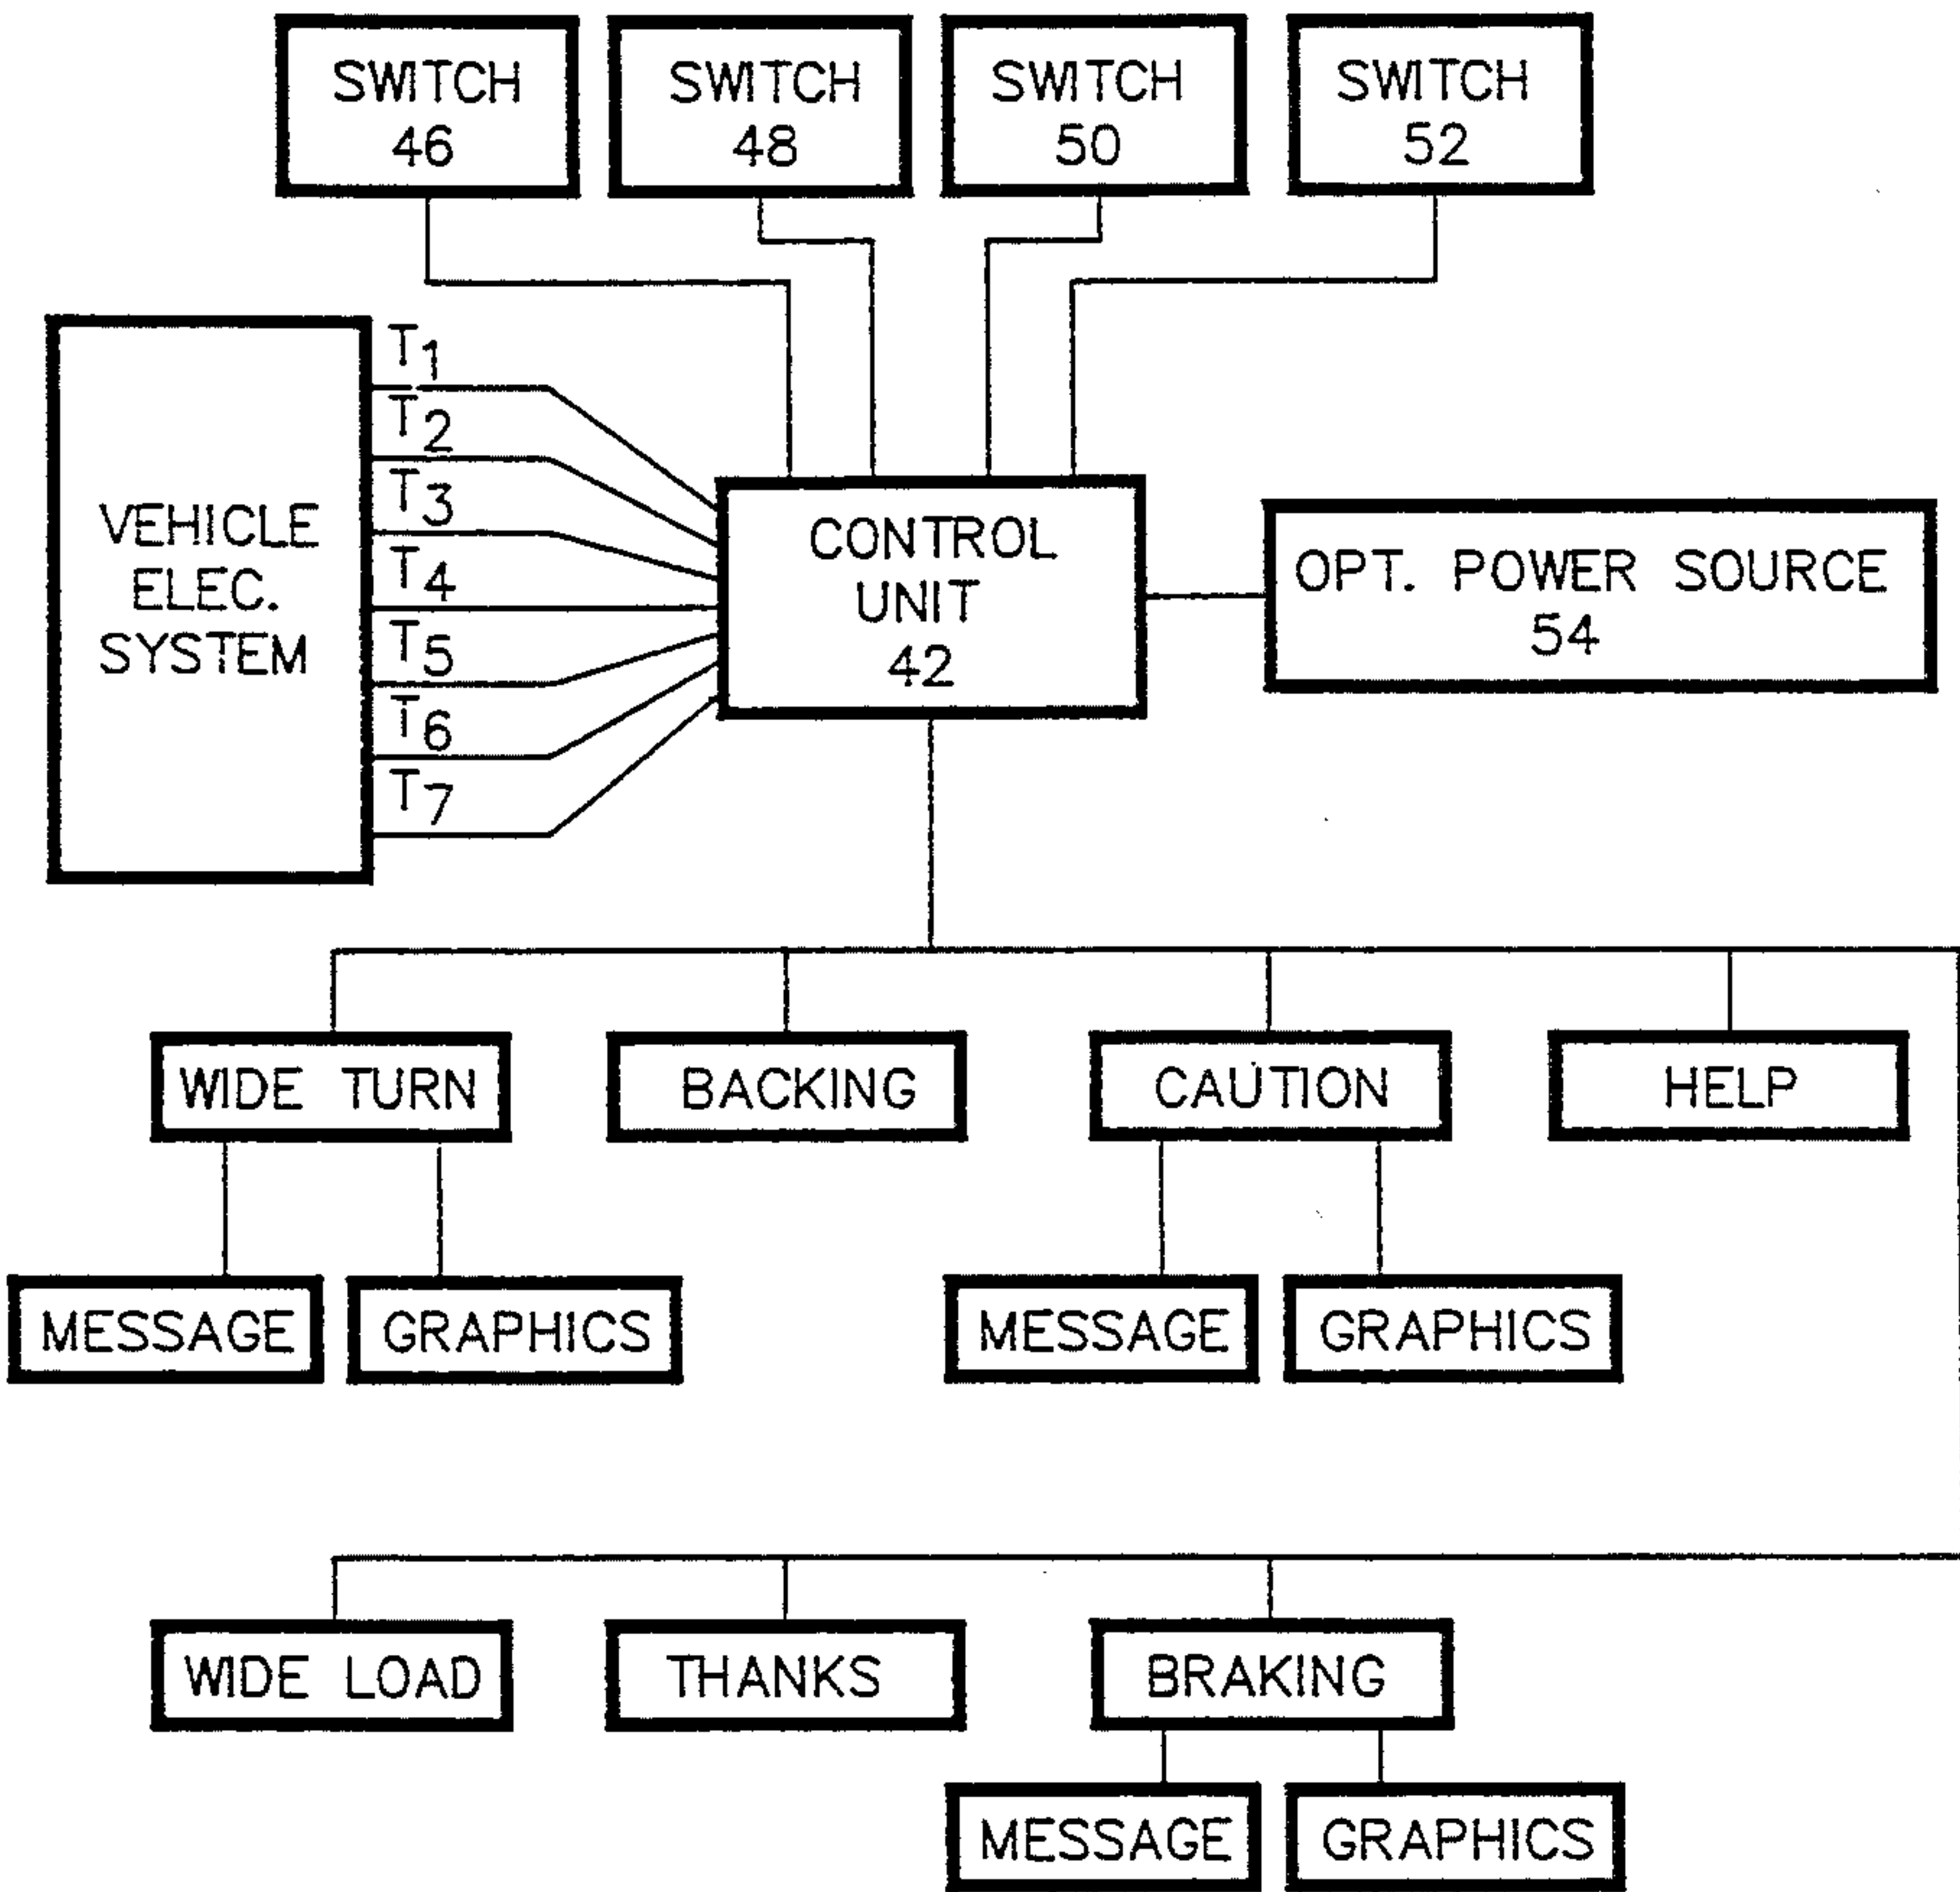 SWITCH
46
SWITCH
48
SWITCH
50
SWITCH
52
T1
T2
T3
T4
T5
T6
T7
VEHICLE
ELEC.
SYSTEM
CONTROL
UNIT
42
OPT. POWER SOURCE
54
WIDE TURN
BACKING
CAUTION
HELP
MESSAGE
GRAPHICS
MESSAGE
GRAPHICS
WIDE LOAD
THANKS
BRAKING
MESSAGE
GRAPHICS